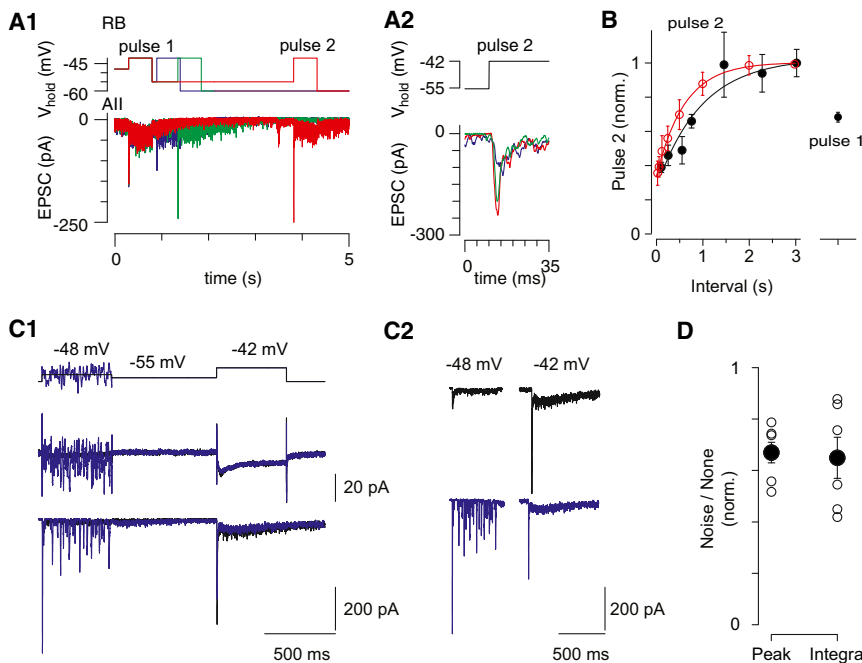 A1
RB
pulse 1
pulse 2
V_hold (mV)
-45
-60
AII
EPSC (pA)
0
-250
0
5
time (s)
A2
pulse 2
V_hold (mV)
-42
-55
EPSC (pA)
0
-300
0
35
time (ms)
B
pulse 2
Pulse 2 (norm.)
1
0
0
1
2
3
Interval (s)
pulse 1
C1
-48 mV
-55 mV
-42 mV
20 pA
200 pA
500 ms
C2
-48 mV
-42 mV
200 pA
500 ms
D
Noise / None
(norm.)
1
0
Peak
Integra